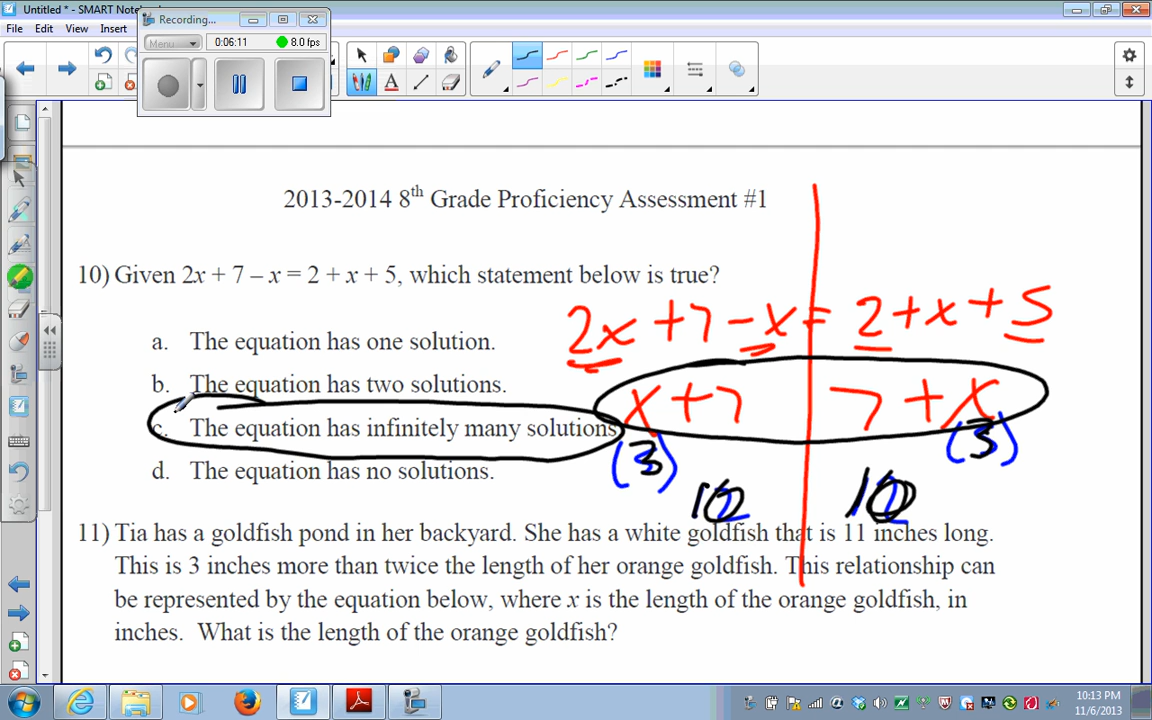 Untitled * - SMART Noteb
Recording...
File Edit View Insert
Menu
0:06:11
8.0 fps
A
2013-2014 8th Grade Proficiency Assessment #1
10) Given 2x + 7 – x = 2 + x + 5, which statement below is true?
2x + 7 - x = 2 + x + 5
a. The equation has one solution.
b. The equation has two solutions.
x + 7 7 + x
c. The equation has infinitely many solutions
(3) (3)
d. The equation has no solutions.
11) Tia has a goldfish pond in her backyard. She has a white goldfish that is 11 inches long.
This is 3 inches more than twice the length of her orange goldfish. This relationship can
be represented by the equation below, where x is the length of the orange goldfish, in
inches. What is the length of the orange goldfish?
10:13 PM
11/6/2013